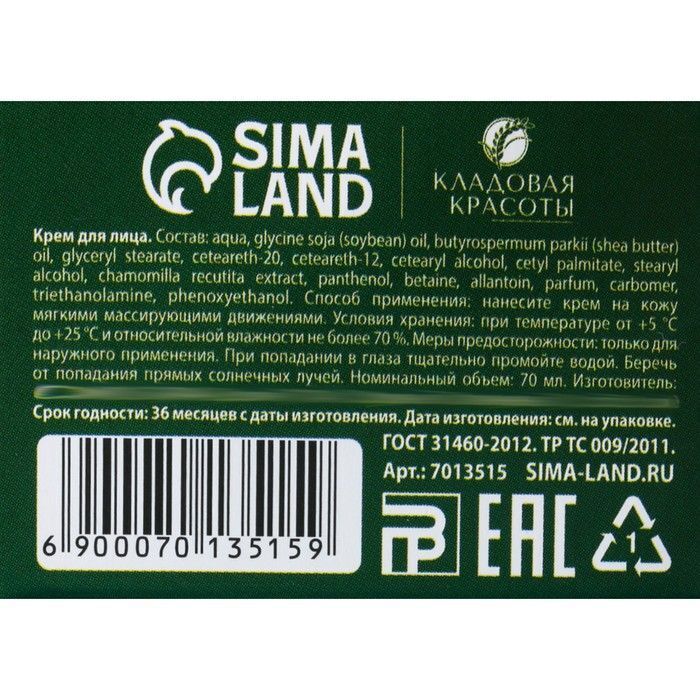 SIMA
LAND
КЛАДОВАЯ
КРАСОТЫ
Крем для лица. Состав: aqua, glycine soja (soybean) oil, butyrospermum parkii (shea butter)
oil, glyceryl stearate, ceteareth-20, ceteareth-12, cetearyl alcohol, cetyl palmitate, stearyl
alcohol, chamomilla recutita extract, panthenol, betaine, allantoin, parfum, carbomer,
triethanolamine, phenoxyethanol. Способ применения: нанесите крем на кожу
мягкими массирующими движениями. Условия хранения: при температуре от +5 °C
до +25 °C и относительной влажности не более 70 %. Меры предосторожности: только для
наружного применения. При попадании в глаза тщательно промойте водой. Беречь
от попадания прямых солнечных лучей. Номинальный объем: 70 мл. Изготовитель:
Срок годности: 36 месяцев с даты изготовления. Дата изготовления: см. на упаковке.
ГОСТ 31460-2012. ТР ТС 009/2011.
Арт.: 7013515 SIMA-LAND.RU
6 900070 135159
EAC
1